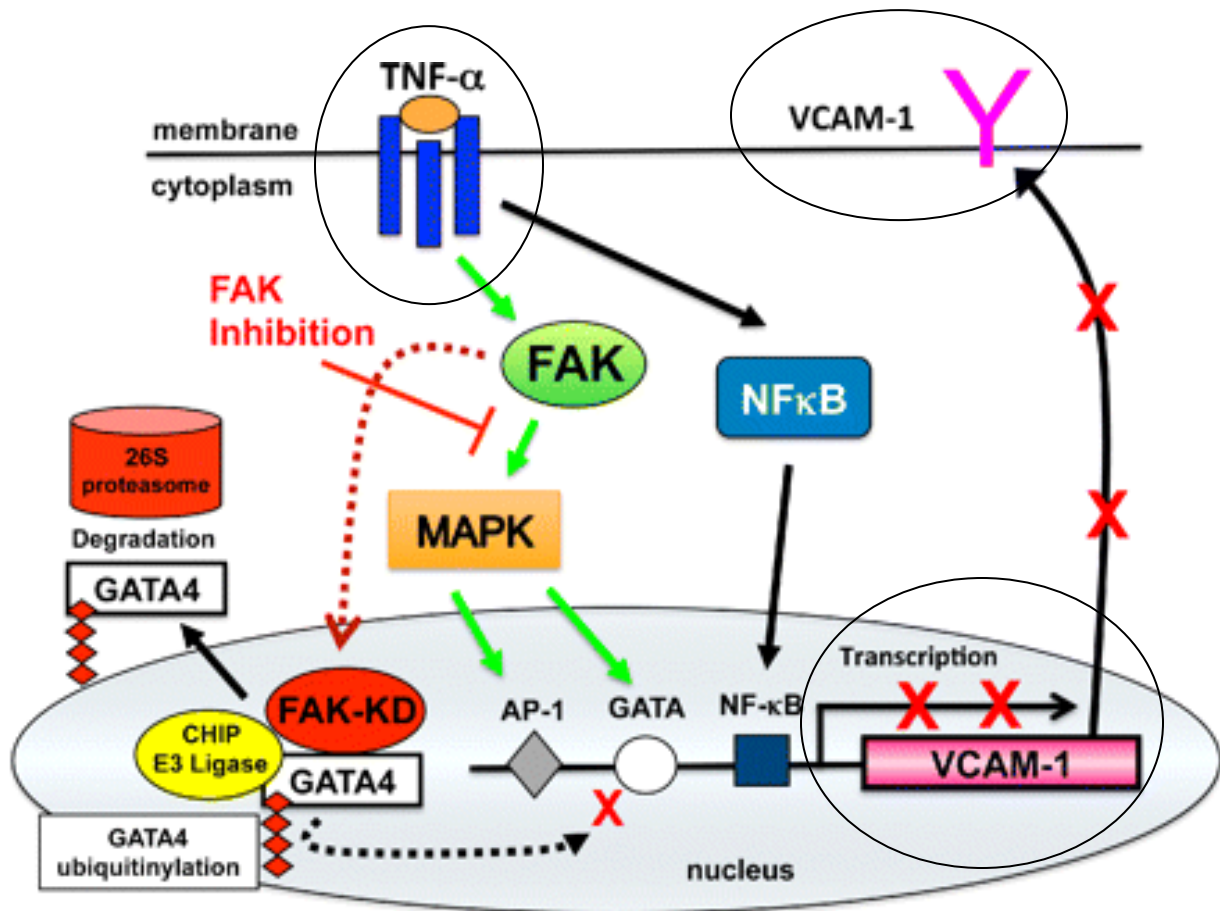 TNF-α
membrane
cytoplasm
VCAM-1
FAK
Inhibition
FAK
NFκB
26S
proteasome
Degradation
GATA4
MAPK
Transcription
X X
X
X
FAK-KD
AP-1 GATA NF-κB
CHIP
E3 Ligase
GATA4
VCAM-1
X
GATA4
ubiquitinylation
nucleus